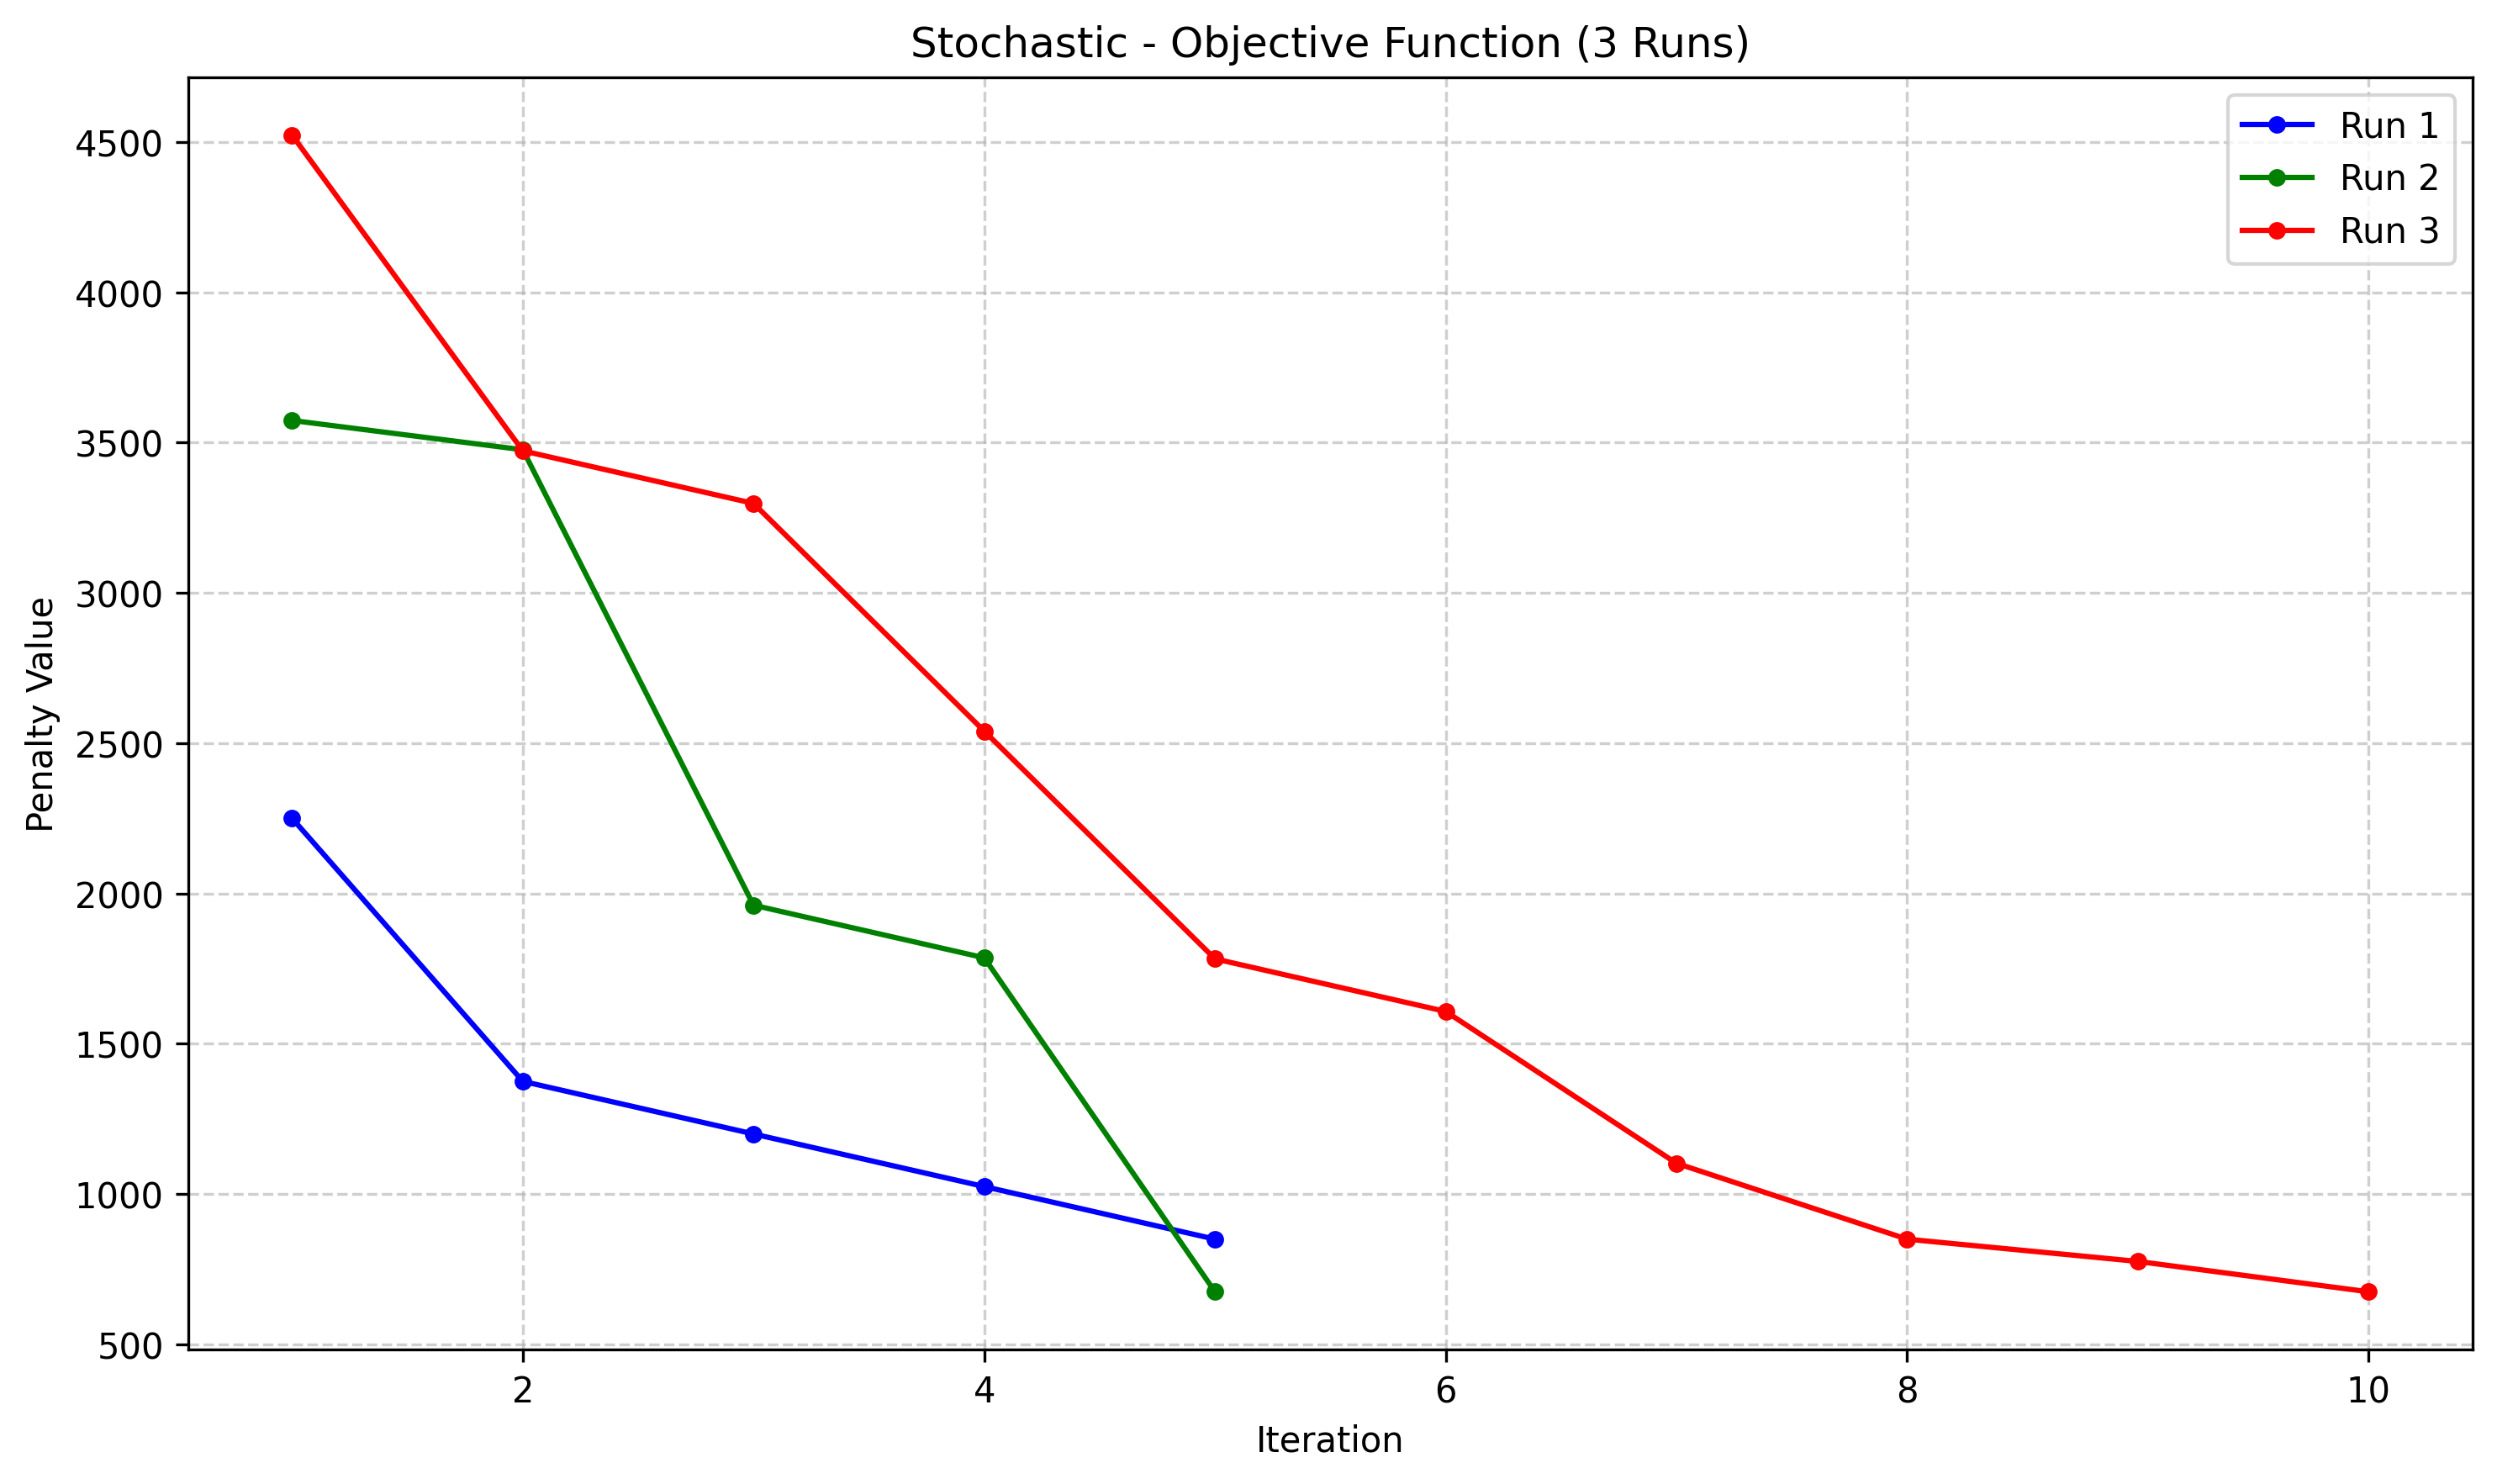 Stochastic - Objective Function (3 Runs)
Run 1
Run 2
Run 3
Penalty Value
4500
4000
3500
3000
2500
2000
1500
1000
500
2 4 6 8 10
Iteration